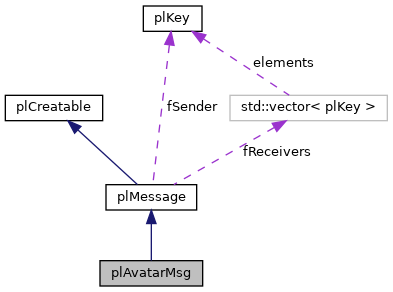 plKey
elements
plCreatable
fSender
std::vector< plKey >
fReceivers
plMessage
plAvatarMsg